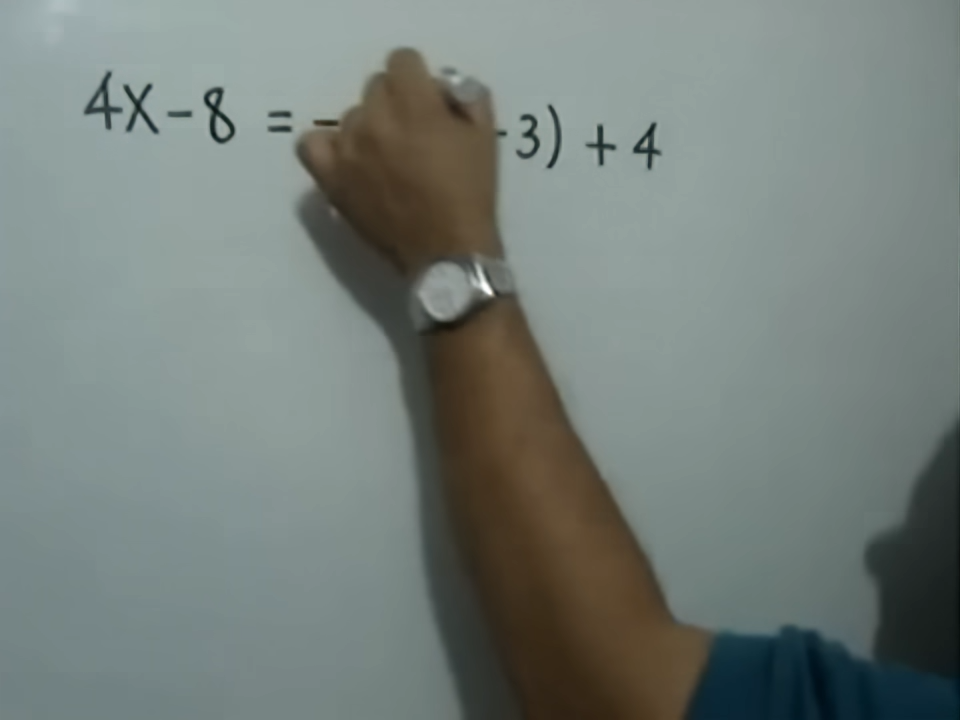 4X - 8 = - -3) + 4